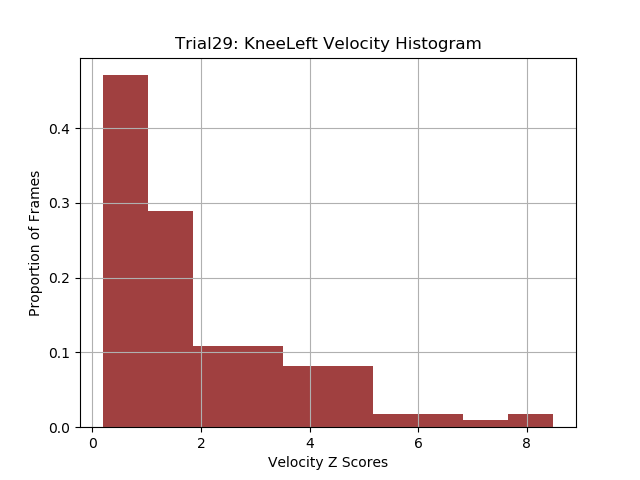 Trial29: KneeLeft Velocity Histogram
Proportion of Frames
0.4
0.3
0.2
0.1
0.0
0 2 4 6 8
Velocity Z Scores